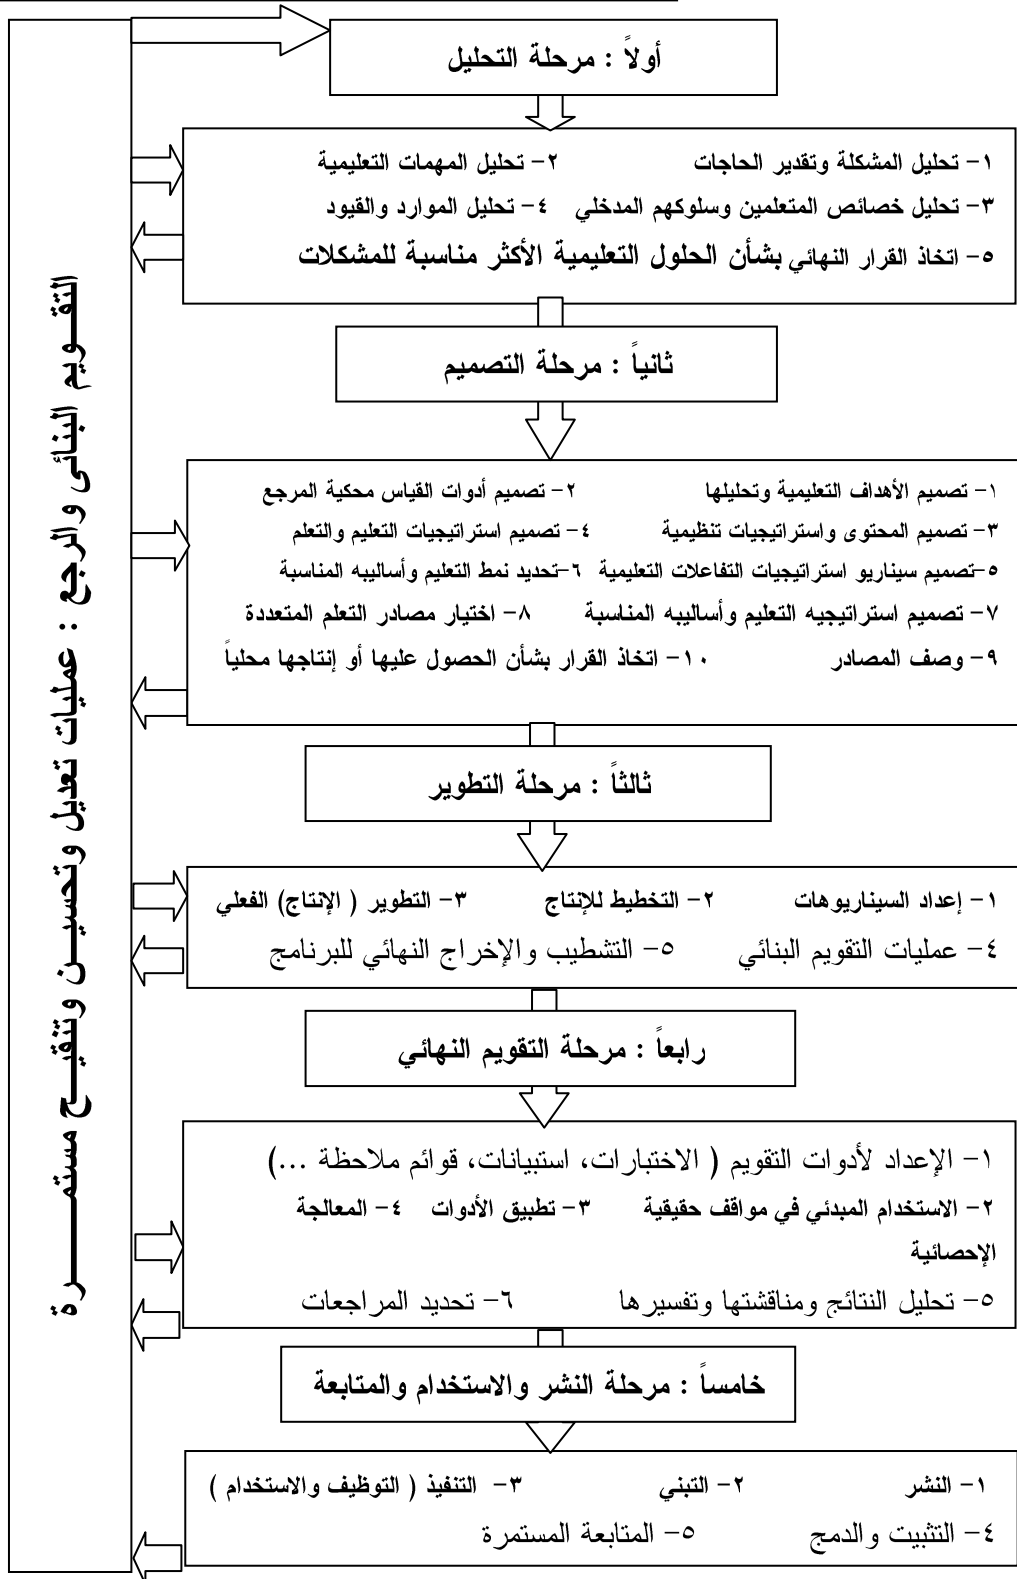 أولاً : مرحلة التحليل
١- تحليل المشكلة وتقدير الحاجات ٢- تحليل المهمات التعليمية
٣- تحليل خصائص المتعلمين وسلوكهم المدخلي ٤- تحليل الموارد والقيود
٥- اتخاذ القرار النهائي بشأن الحلول التعليمية الأكثر مناسبة للمشكلات
ثانياً : مرحلة التصميم
١- تصميم الأهداف التعليمية وتحليلها ٢- تصميم أدوات القياس محكية المرجع
٣- تصميم المحتوى واستراتيجيات تنظيمية ٤- تصميم استراتيجيات التعليم والتعلم
٥-تصميم سيناريو استراتيجيات التفاعلات التعليمية ٦-تحديد نمط التعليم وأساليبه المناسبة
٧- تصميم استراتيجيه التعليم وأساليبه المناسبة ٨- اختيار مصادر التعلم المتعددة
٩- وصف المصادر ١٠- اتخاذ القرار بشأن الحصول عليها أو إنتاجها محلياً
ثالثاً : مرحلة التطوير
١- إعداد السيناريوهات ٢- التخطيط للإنتاج ٣- التطوير ( الإنتاج) الفعلي
٤- عمليات التقويم البنائي ٥- التشطيب والإخراج النهائي للبرنامج
رابعاً : مرحلة التقويم النهائي
١- الإعداد لأدوات التقويم ( الاختبارات، استبيانات، قوائم ملاحظة ...)
٢- الاستخدام المبدئي في مواقف حقيقية ٣- تطبيق الأدوات ٤- المعالجة
الإحصائية
٥- تحليل النتائج ومناقشتها وتفسيرها ٦- تحديد المراجعات
خامساً : مرحلة النشر والاستخدام والمتابعة
١- النشر ٢- التبني ٣- التنفيذ ( التوظيف والاستخدام )
٤- التثبيت والدمج ٥- المتابعة المستمرة
التقـــويم البنائى والرجع : عمليات تعديل وتحسيـــن وتنقيـــح مستمـــــرة